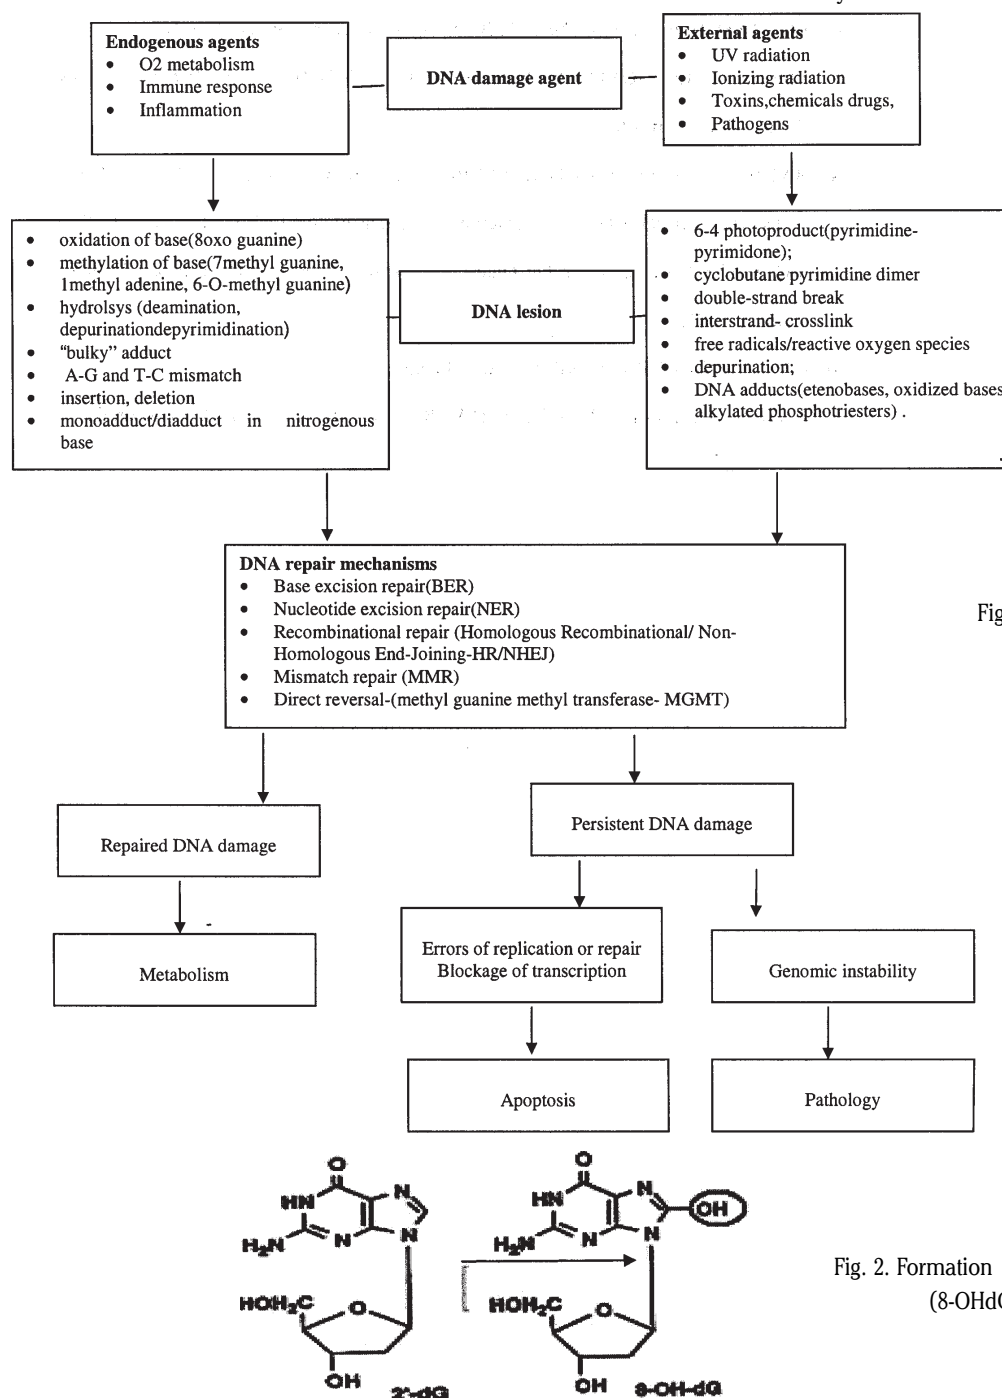 Endogenous agents
• O2 metabolism
• Immune response
• Inflammation
DNA damage agent
External agents
• UV radiation
• Ionizing radiation
• Toxins,chemicals drugs,
• Pathogens
• oxidation of base(8oxo guanine)
• methylation of base(7methyl guanine,
1methyl adenine, 6-O-methyl guanine)
• hydrolsys (deamination,
depurinationdepyrimidination)
• “bulky” adduct
• A-G and T-C mismatch
• insertion, deletion
• monoadduct/diadduct in nitrogenous
base
DNA lesion
• 6-4 photoproduct(pyrimidine-
pyrimidone);
• cyclobutane pyrimidine dimer
• double-strand break
• interstrand- crosslink
• free radicals/reactive oxygen species
• depurination;
• DNA adducts(etenobases, oxidized bases
alkylated phosphotriesters) .
DNA repair mechanisms
• Base excision repair(BER)
• Nucleotide excision repair(NER)
• Recombinational repair (Homologous Recombinational/ Non-
Homologous End-Joining-HR/NHEJ)
• Mismatch repair (MMR)
• Direct reversal-(methyl guanine methyl transferase- MGMT)
Fig
Repaired DNA damage
Persistent DNA damage
Metabolism
Errors of replication or repair
Blockage of transcription
Genomic instability
Apoptosis
Pathology
O
HN
N
N
N
H₂N
HOH₂C
O
OH
2'-dG
O
HN
N
N
N
H₂N
OH
HOH₂C
O
OH
8-OH-dG
Fig. 2. Formation
(8-OHdG